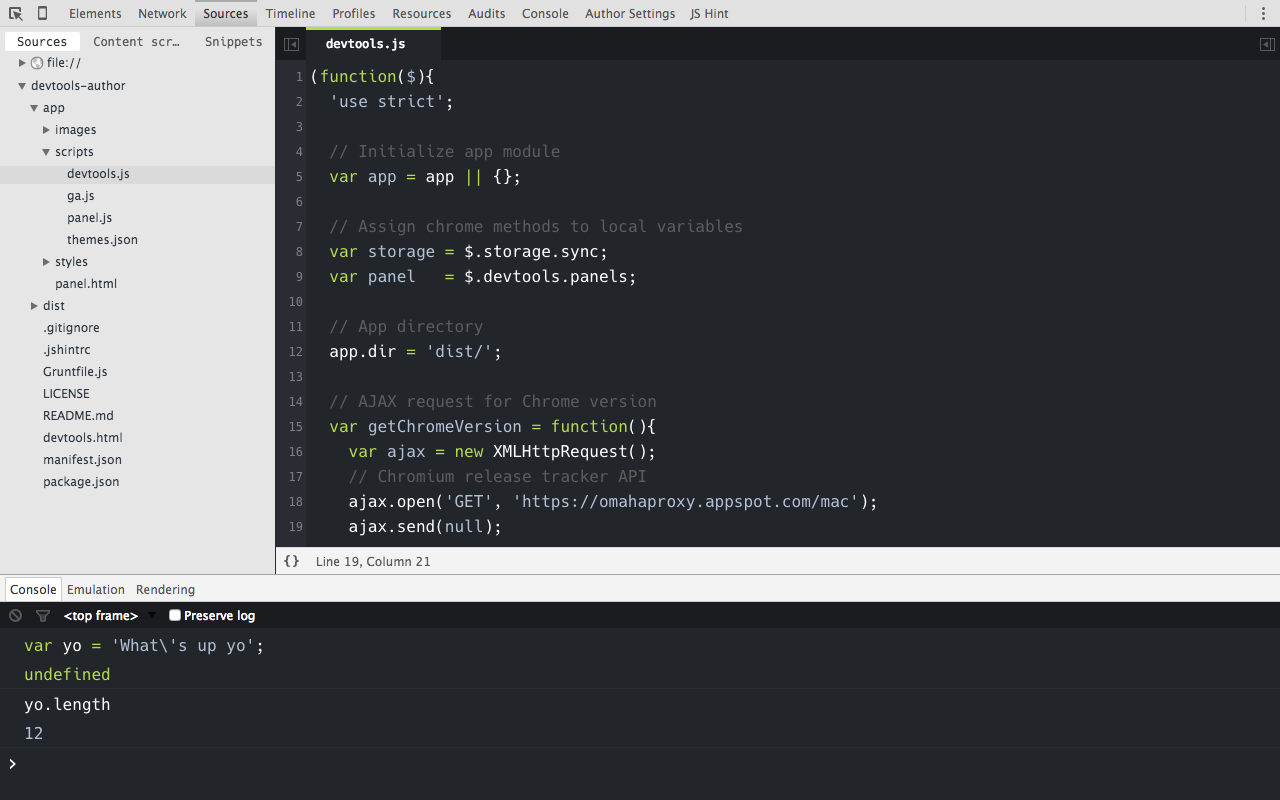 Elements Network Sources Timeline Profiles Resources Audits Console Author Settings JS Hint
Sources Content scr… Snippets
file://
devtools-author
app
images
scripts
devtools.js
ga.js
panel.js
themes.json
styles
panel.html
dist
.gitignore
.jshintrc
Gruntfile.js
LICENSE
README.md
devtools.html
manifest.json
package.json
devtools.js
1 (function($){
2 'use strict';
3
4 // Initialize app module
5 var app = app || {};
6
7 // Assign chrome methods to local variables
8 var storage = $.storage.sync;
9 var panel   = $.devtools.panels;
10
11 // App directory
12 app.dir = 'dist/';
13
14 // AJAX request for Chrome version
15 var getChromeVersion = function(){
16 var ajax = new XMLHttpRequest();
17 // Chromium release tracker API
18 ajax.open('GET', 'https://omahaproxy.appspot.com/mac');
19 ajax.send(null);
{} Line 19, Column 21
Console Emulation Rendering
<top frame> Preserve log
var yo = 'What\'s up yo';
undefined
yo.length
12